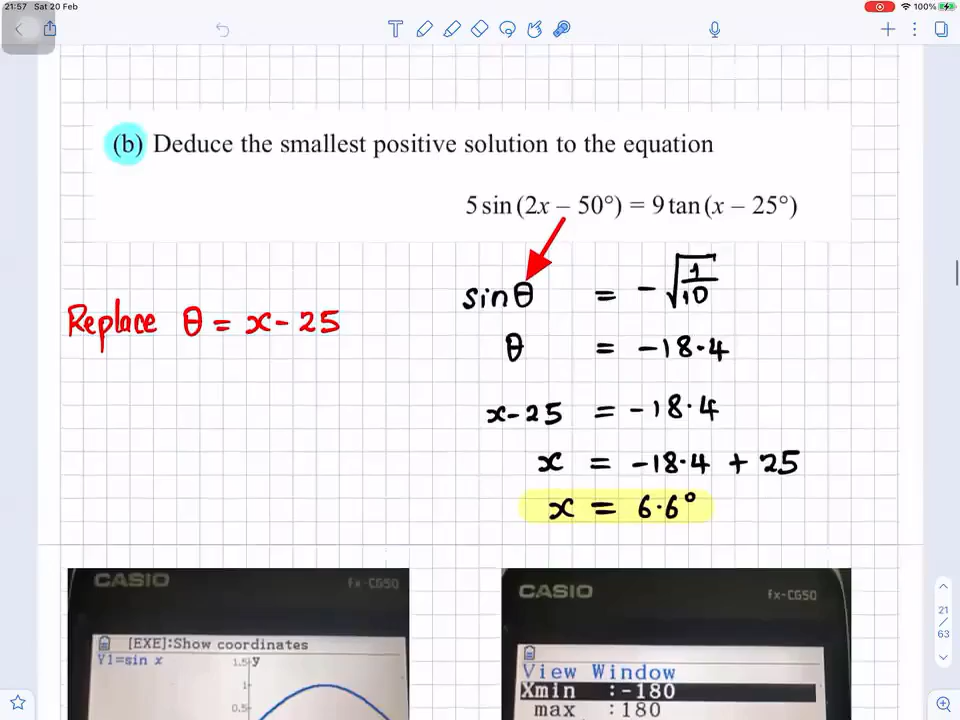 21:57 Sat 20 Feb
100%
(b) Deduce the smallest positive solution to the equation
5 sin (2x − 50°) = 9 tan (x − 25°)
sin θ = −√(1/10)
Replace θ = x − 25
θ = −18.4
x − 25 = −18.4
x = −18.4 + 25
x = 6.6°
CASIO fx-CG50
[EXE]:Show coordinates
Y1=sin x
1.5 y
1
0.5
CASIO fx-CG50
View Window
Xmin :-180
max :180
21
/
63